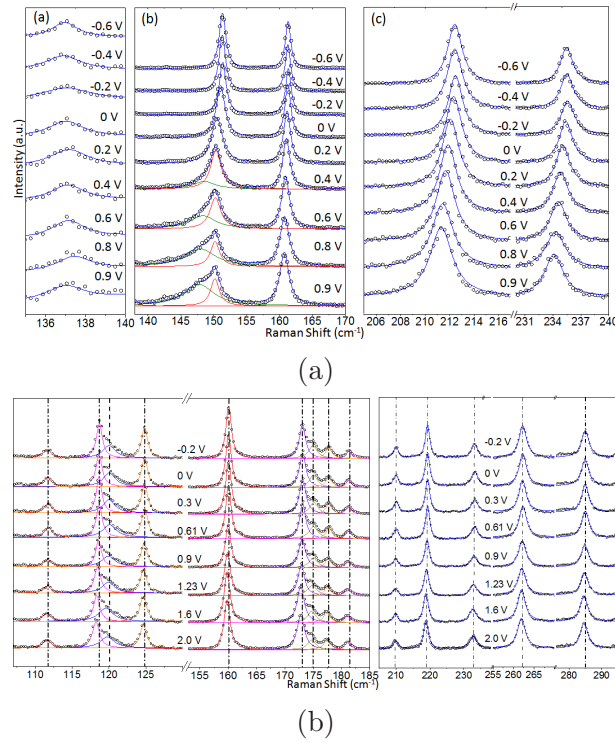 (a) (b) (c)
Intensity (a.u.)
-0.6 V
-0.4 V
-0.2 V
0 V
0.2 V
0.4 V
0.6 V
0.8 V
0.9 V
136 138 140
-0.6 V
-0.4 V
-0.2 V
0 V
0.2 V
0.4 V
0.6 V
0.8 V
0.9 V
140 145 150 155 160 165 170
-0.6 V
-0.4 V
-0.2 V
0 V
0.2 V
0.4 V
0.6 V
0.8 V
0.9 V
206 208 210 212 214 216 231 234 237 240
Raman Shift (cm-1)
(a)
-0.2 V
0 V
0.3 V
0.61 V
0.9 V
1.23 V
1.6 V
2.0 V
110 115 120 125 153 155 160 165 170 175 180 185
-0.2 V
0 V
0.3 V
0.61 V
0.9 V
1.23 V
1.6 V
2.0 V
210 220 230 255 260 265 280 290
Raman Shift (cm-1)
(b)